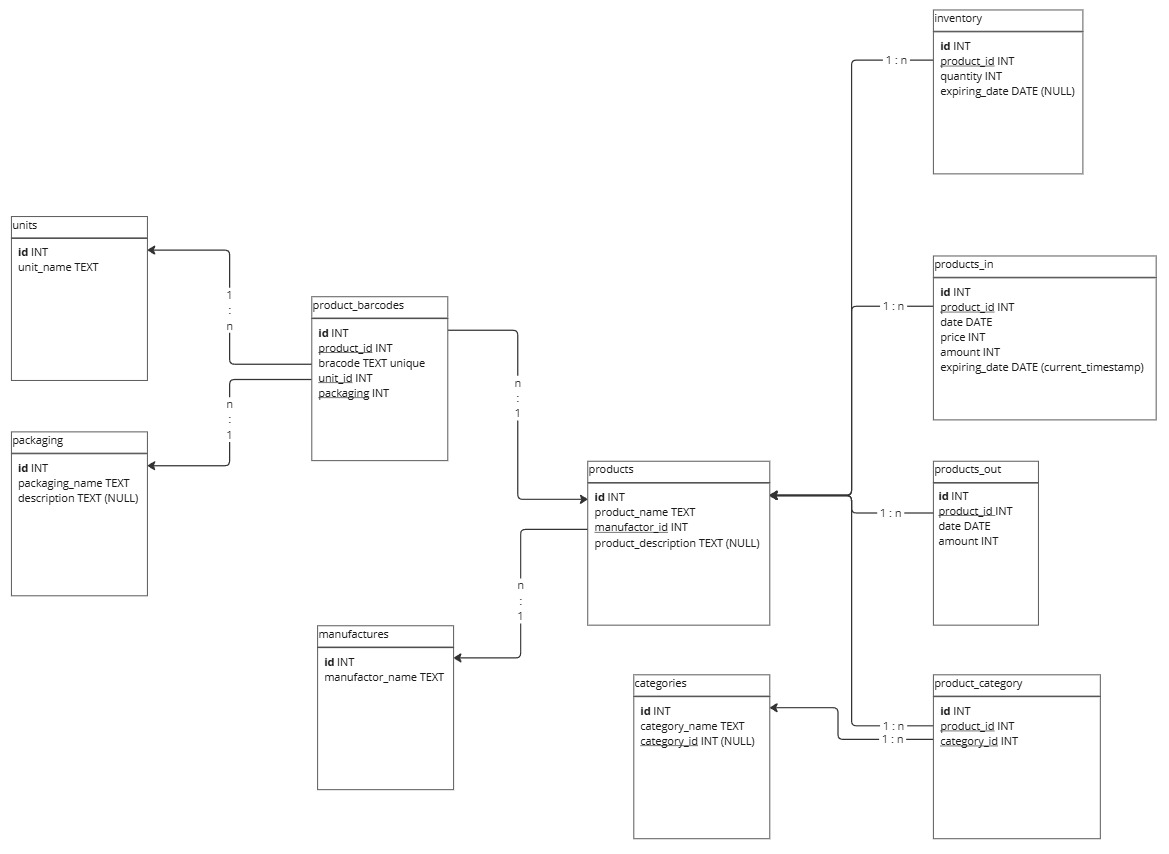 inventory
id INT
product_id INT
quantity INT
expiring_date DATE (NULL)
1 : n
units
id INT
unit_name TEXT
1
:
n
product_barcodes
id INT
product_id INT
bracode TEXT unique
unit_id INT
packaging INT
n
:
1
packaging
id INT
packaging_name TEXT
description TEXT (NULL)
n
:
1
products_in
id INT
product_id INT
date DATE
price INT
amount INT
expiring_date DATE (current_timestamp)
1 : n
products
id INT
product_name TEXT
manufactor_id INT
product_description TEXT (NULL)
products_out
id INT
product_id INT
date DATE
amount INT
1 : n
n
:
1
manufactures
id INT
manufactor_name TEXT
categories
id INT
category_name TEXT
category_id INT (NULL)
product_category
id INT
product_id INT
category_id INT
1 : n
1 : n